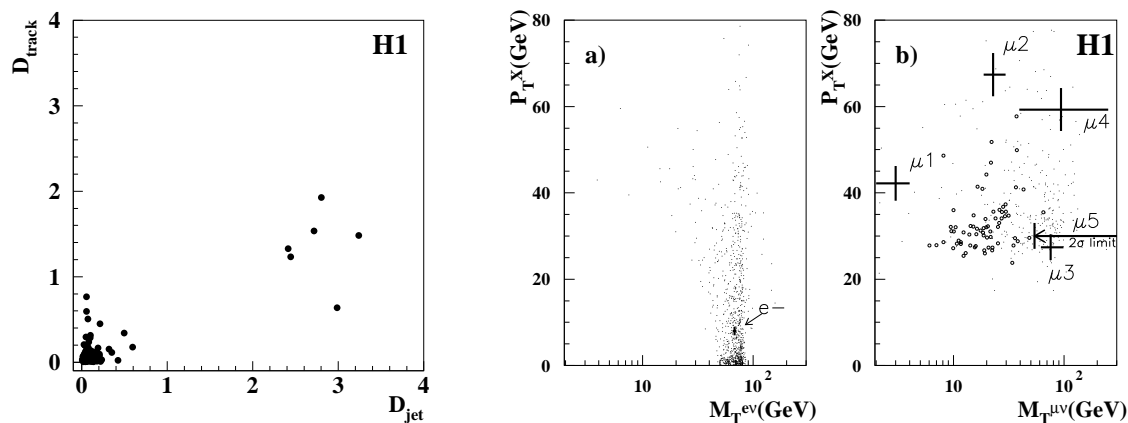 D_track
H1
4
3
2
1
0
0 1 2 3 4
D_jet
P_T^X(GeV)
a)
80
60
40
20
0
e−
10 10^2
M_T^eν(GeV)
P_T^X(GeV)
b)
H1
80
60
40
20
0
μ2
μ4
μ1
μ5
2σ limit
μ3
10 10^2
M_T^μν(GeV)